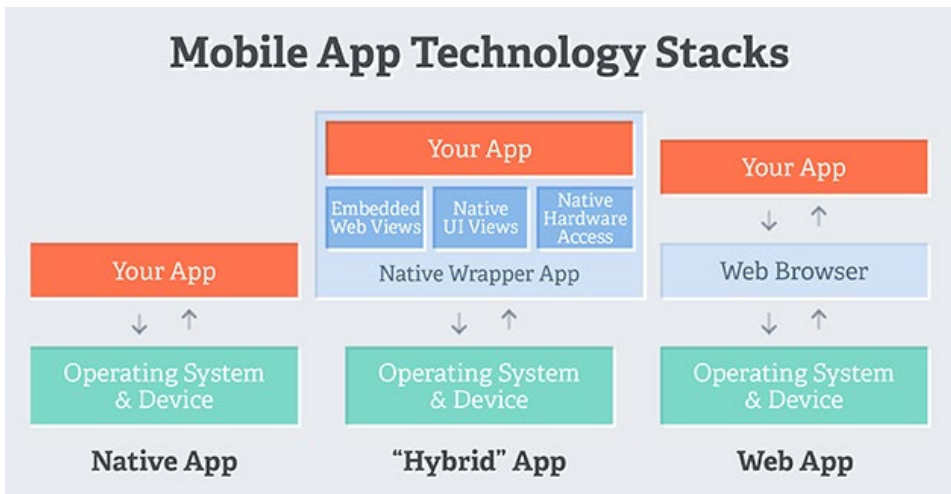 Mobile App Technology Stacks
Your App
Operating System
& Device
Native App
Your App
Embedded
Web Views
Native
UI Views
Native
Hardware
Access
Native Wrapper App
Operating System
& Device
“Hybrid” App
Your App
Web Browser
Operating System
& Device
Web App